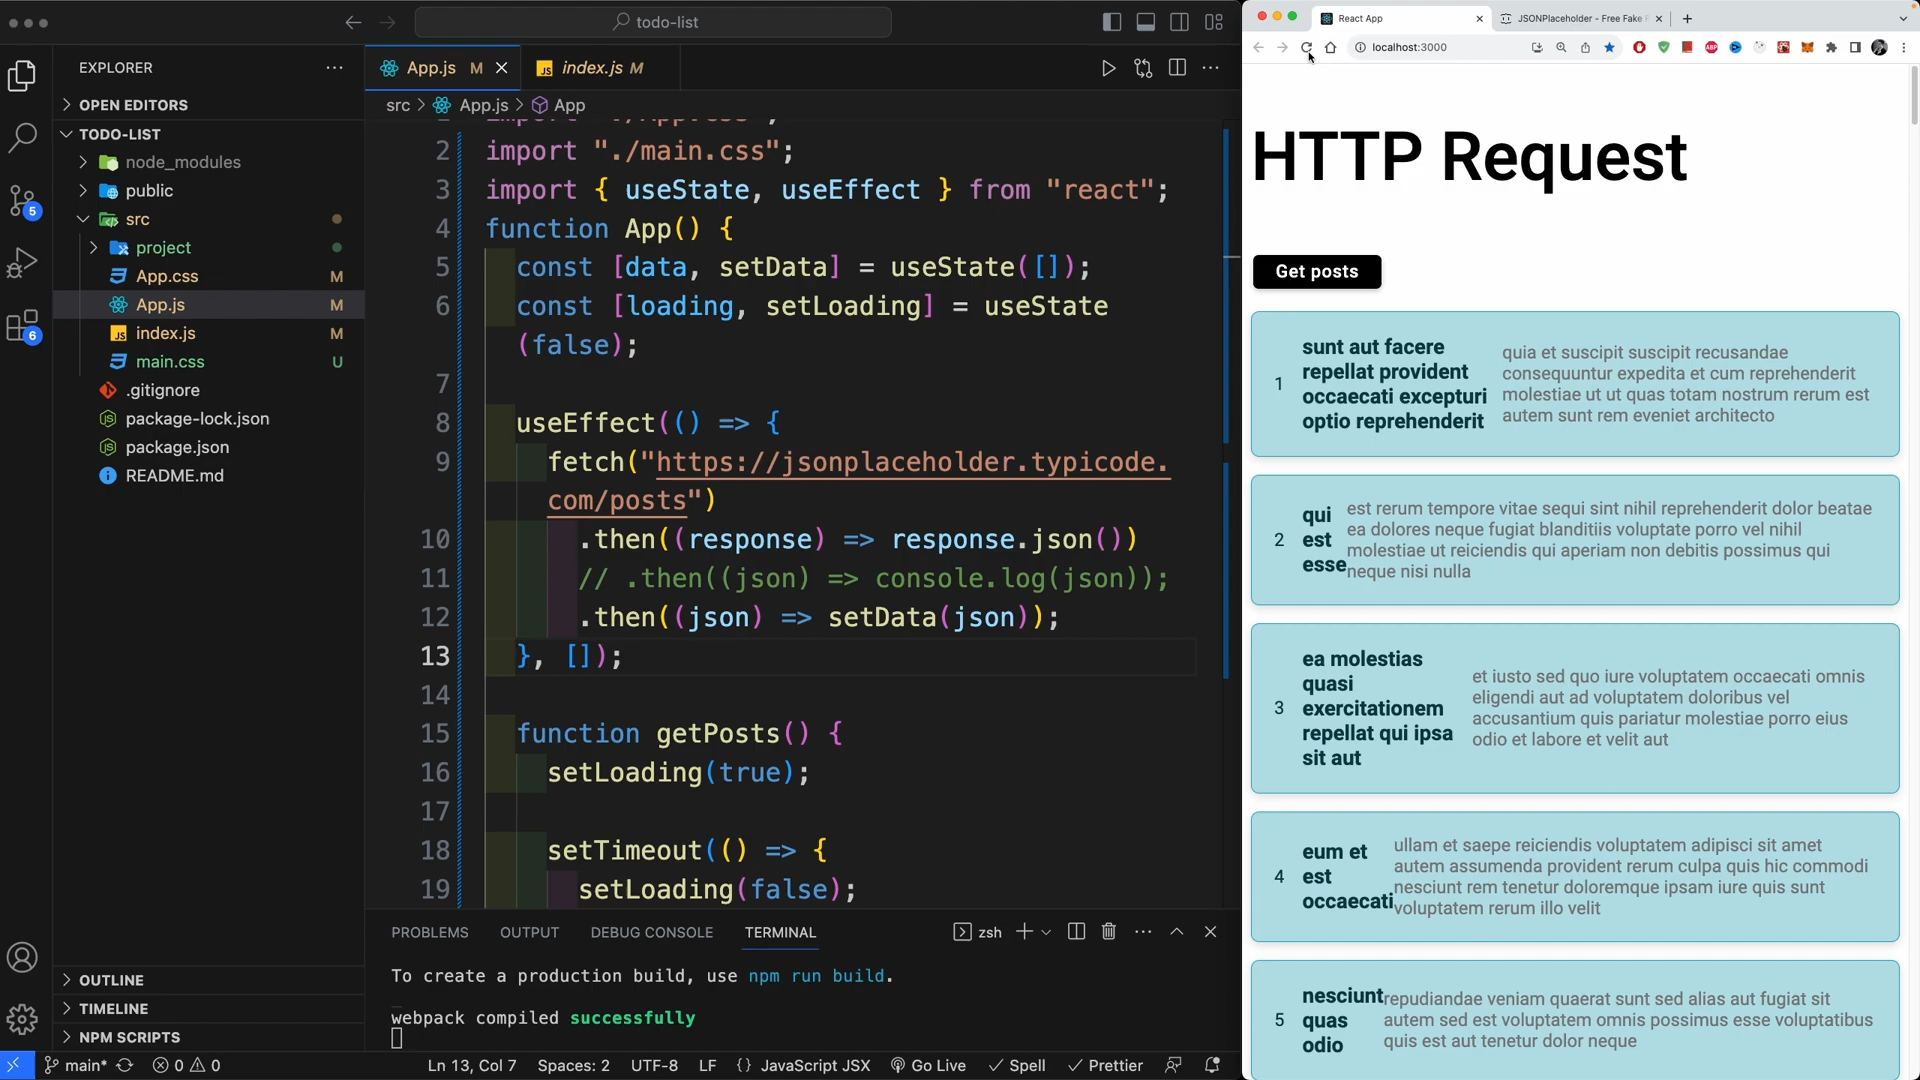 todo-list
EXPLORER
OPEN EDITORS
TODO-LIST
node_modules
public
src
project
App.css M
App.js M
index.js M
main.css U
.gitignore
package-lock.json
package.json
README.md
OUTLINE
TIMELINE
NPM SCRIPTS
5
6
App.js M
index.js M
src > App.js > App
2 import "./main.css";
3 import { useState, useEffect } from "react";
4 function App() {
5 const [data, setData] = useState([]);
6 const [loading, setLoading] = useState
(false);
7
8 useEffect(() => {
9 fetch("https://jsonplaceholder.typicode.
com/posts")
10 .then((response) => response.json())
11 // .then((json) => console.log(json));
12 .then((json) => setData(json));
13 }, []);
14
15 function getPosts() {
16 setLoading(true);
17
18 setTimeout(() => {
19 setLoading(false);
PROBLEMS OUTPUT DEBUG CONSOLE TERMINAL
zsh
To create a production build, use npm run build.
webpack compiled successfully
main* 0 0
Ln 13, Col 7 Spaces: 2 UTF-8 LF {} JavaScript JSX Go Live Spell Prettier
React App
JSONPlaceholder - Free Fake
localhost:3000
ABP
HTTP Request
Get posts
1
sunt aut facere
repellat provident
occaecati excepturi
optio reprehenderit
quia et suscipit suscipit recusandae
consequuntur expedita et cum reprehenderit
molestiae ut ut quas totam nostrum rerum est
autem sunt rem eveniet architecto
2
qui
est
esse
est rerum tempore vitae sequi sint nihil reprehenderit dolor beatae
ea dolores neque fugiat blanditiis voluptate porro vel nihil
molestiae ut reiciendis qui aperiam non debitis possimus qui
neque nisi nulla
3
ea molestias
quasi
exercitationem
repellat qui ipsa
sit aut
et iusto sed quo iure voluptatem occaecati omnis
eligendi aut ad voluptatem doloribus vel
accusantium quis pariatur molestiae porro eius
odio et labore et velit aut
4
eum et
est
occaecati
ullam et saepe reiciendis voluptatem adipisci sit amet
autem assumenda provident rerum culpa quis hic commodi
nesciunt rem tenetur doloremque ipsam iure quis sunt
voluptatem rerum illo velit
5
nesciunt
quas
odio
repudiandae veniam quaerat sunt sed alias aut fugiat sit
autem sed est voluptatem omnis possimus esse voluptatibus
quis est aut tenetur dolor neque